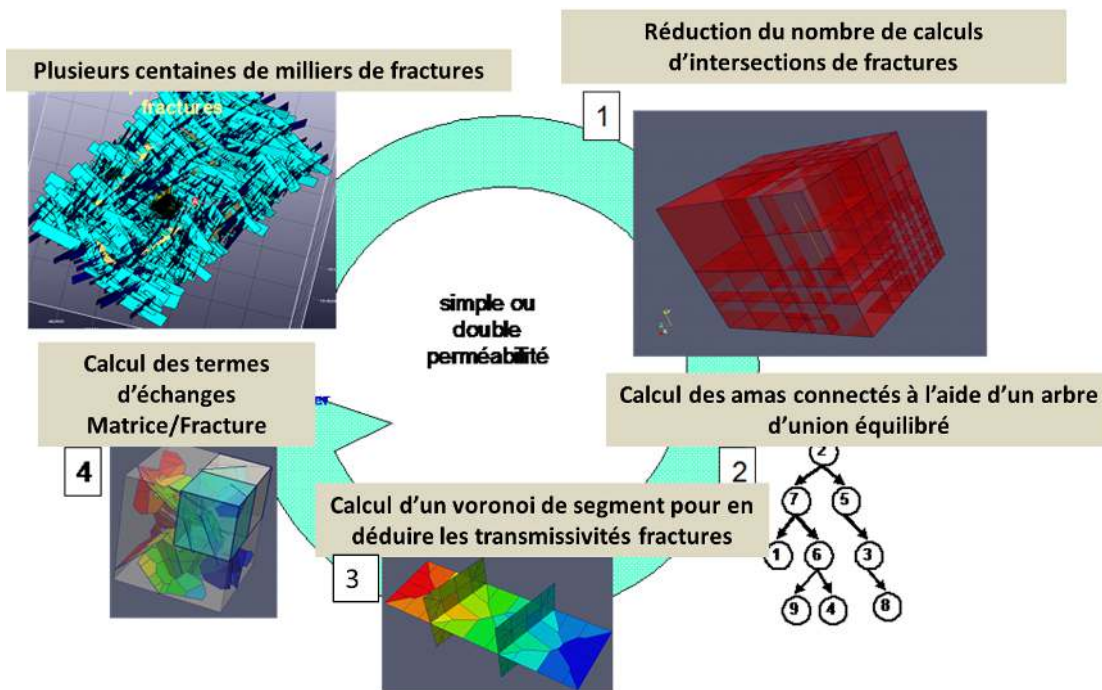 Plusieurs centaines de milliers de fractures
fractures
Réduction du nombre de calculs
d'intersections de fractures
1
simple ou
double
perméabilité
Calcul des amas connectés à l'aide d'un arbre
d'union équilibré
2
2
7
5
1
6
3
9
4
8
Calcul d'un voronoi de segment pour en
déduire les transmissivités fractures
3
Calcul des termes
d'échanges
Matrice/Fracture
4